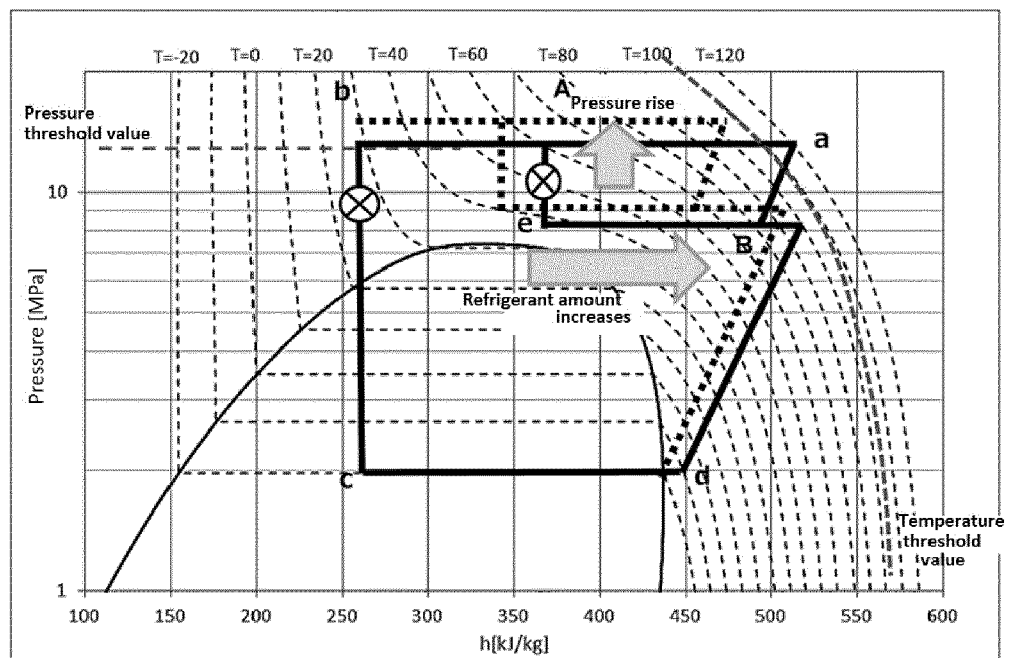 T=-20 T=0 T=20 T=40 T=60 T=80 T=100 T=120
b
A
Pressure rise
Pressure
threshold value
a
10
e
B
Refrigerant amount
increases
Pressure [MPa]
c
d
Temperature
threshold
value
1
100 150 200 250 300 350 400 450 500 550 600
h[kJ/kg]